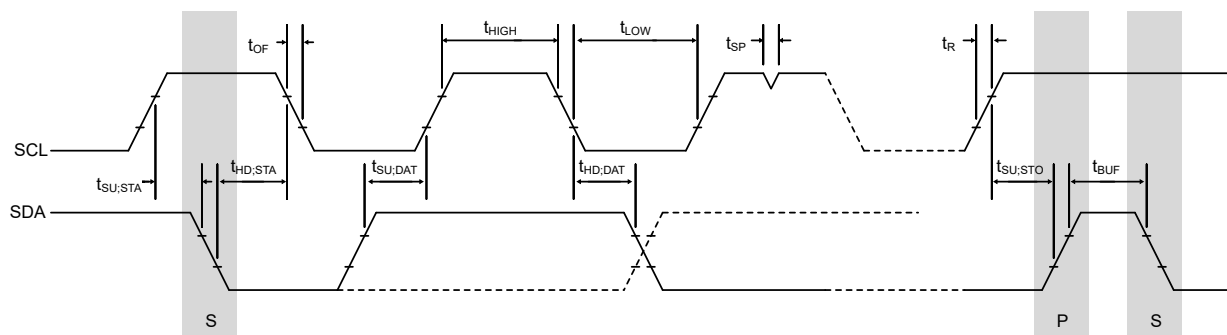 tOF
tHIGH
tLOW
tSP
tR
SCL
tSU;STA
tHD;STA
tSU;DAT
tHD;DAT
tSU;STO
tBUF
SDA
S
P
S